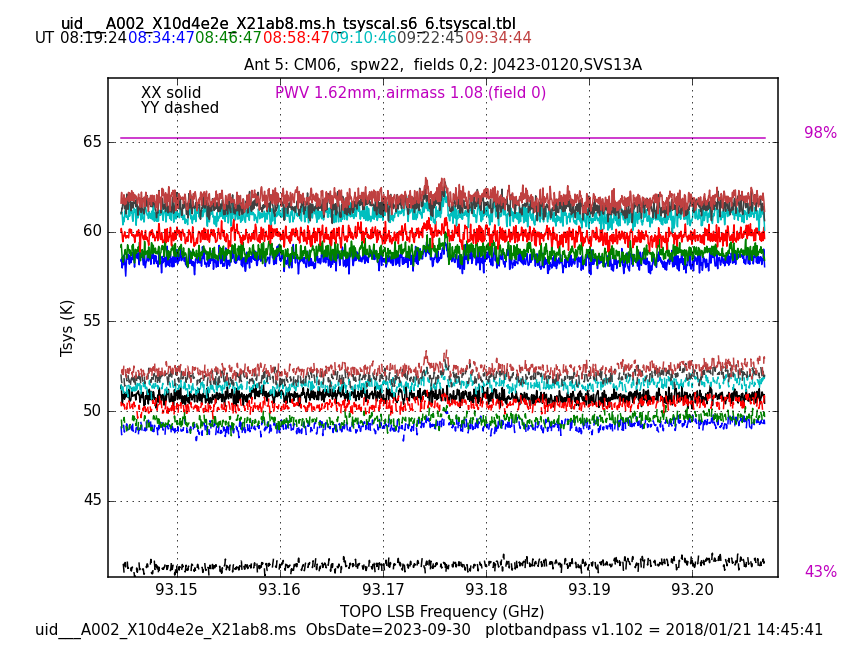 uid___A002_X10d4e2e_X21ab8.ms.h_tsyscal.s6_6.tsyscal.tbl
UT 08:19:24 08:34:47 08:46:47 08:58:47 09:10:46 09:22:45 09:34:44
Ant 5: CM06,  spw22,  fields 0,2: J0423-0120,SVS13A
XX solid
PWV 1.62mm, airmass 1.08 (field 0)
YY dashed
98%
65
60
55
50
45
Tsys (K)
43%
93.15 93.16 93.17 93.18 93.19 93.20
TOPO LSB Frequency (GHz)
uid___A002_X10d4e2e_X21ab8.ms  ObsDate=2023-09-30   plotbandpass v1.102 = 2018/01/21 14:45:41